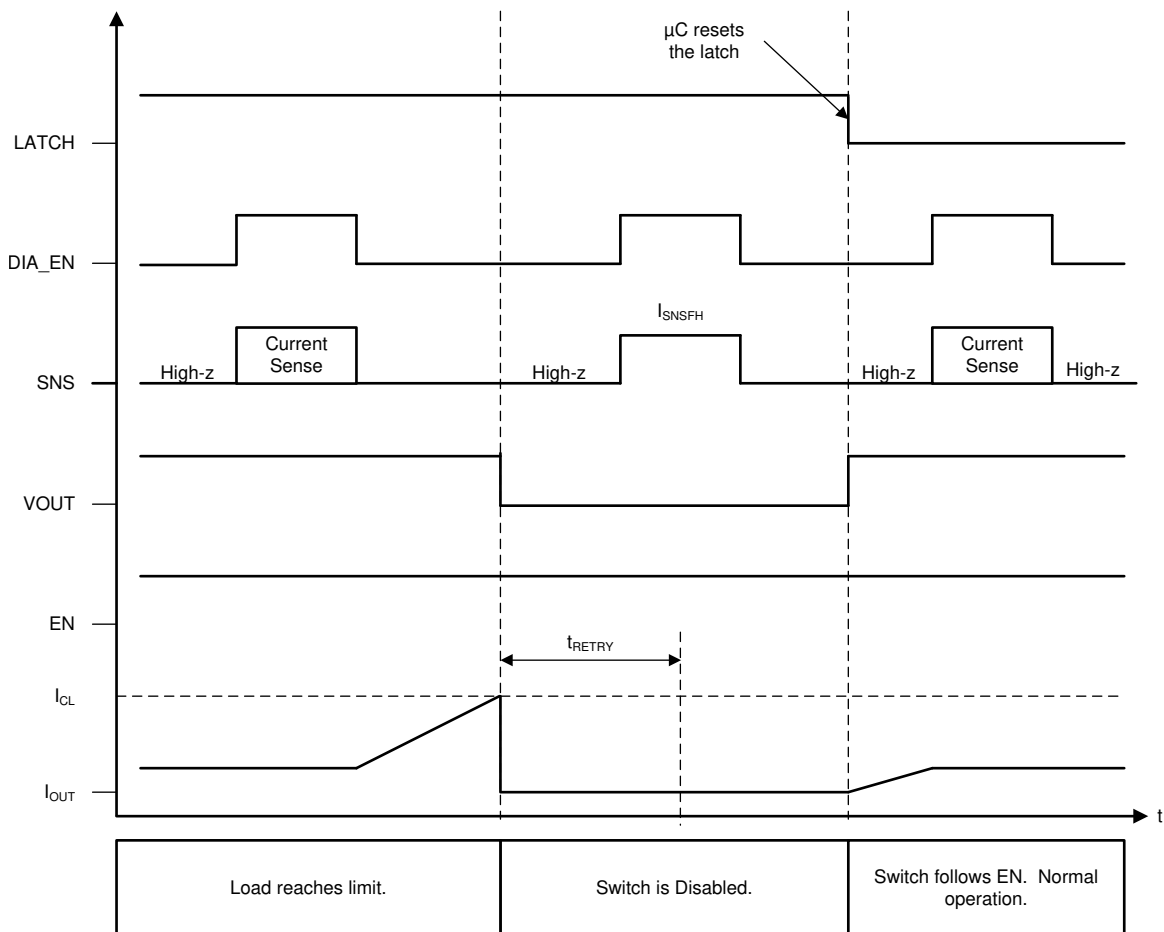 µC resets
the latch
LATCH
DIA_EN
I_SNSFH
Current
Sense
Current
Sense
High-z
High-z
High-z
High-z
SNS
VOUT
EN
t_RETRY
I_CL
I_OUT
t
Load reaches limit.
Switch is Disabled.
Switch follows EN. Normal
operation.